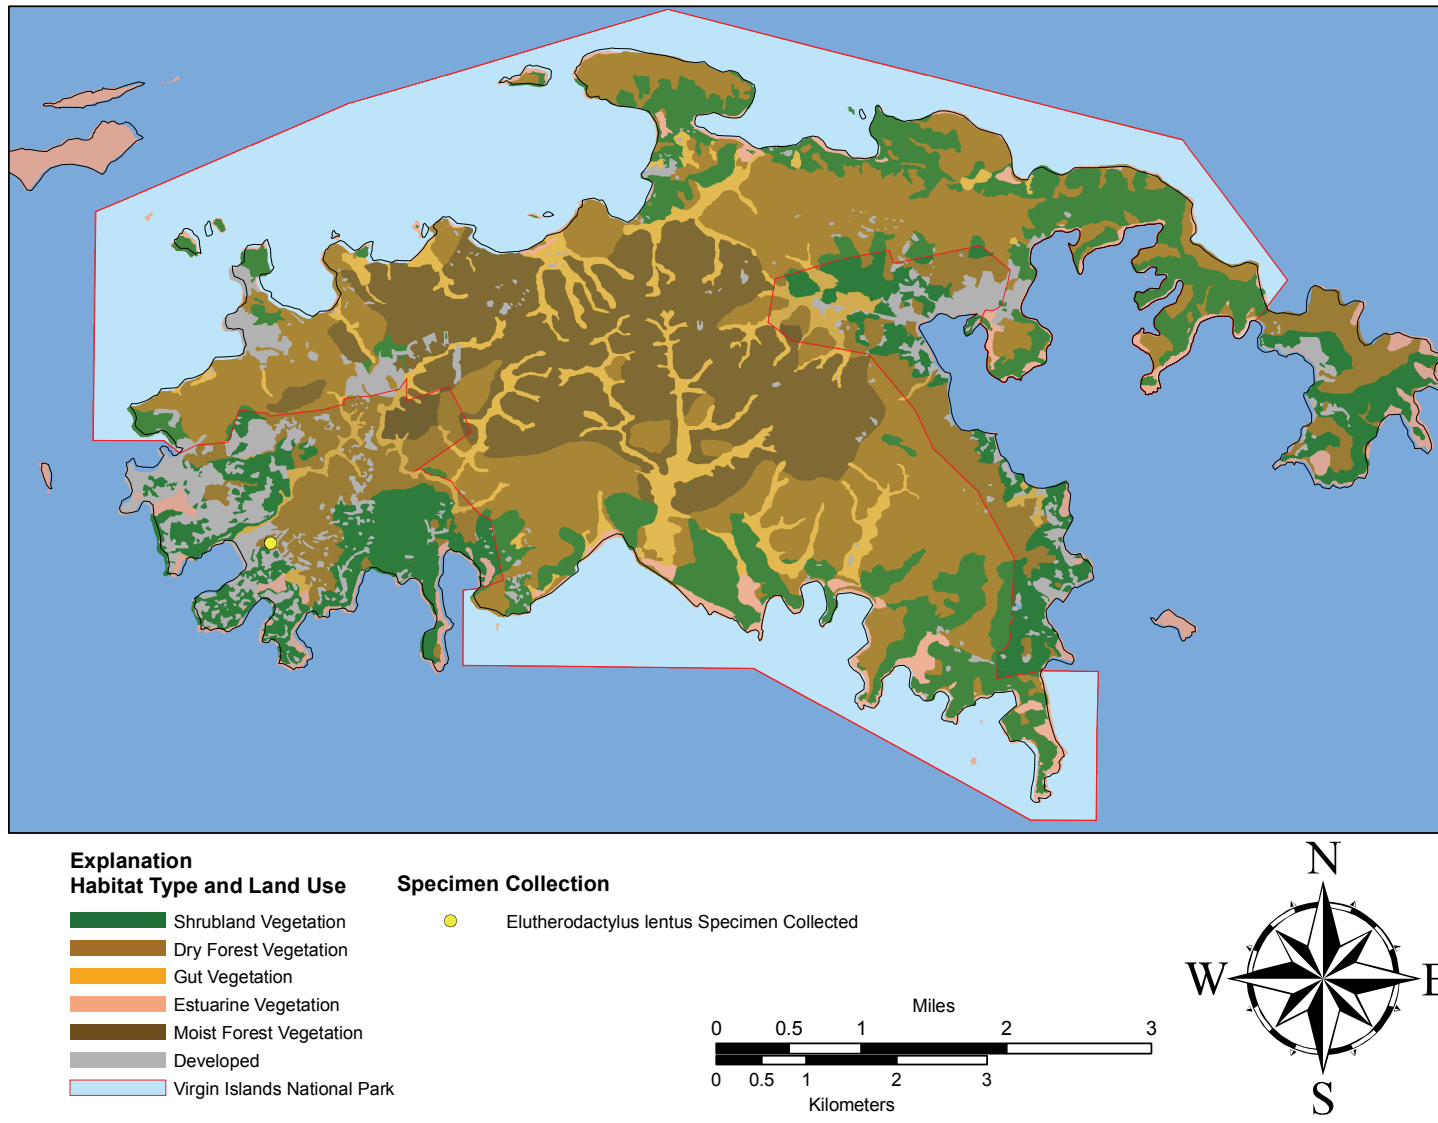 Explanation
Habitat Type and Land Use
Shrubland Vegetation
Dry Forest Vegetation
Gut Vegetation
Estuarine Vegetation
Moist Forest Vegetation
Developed
Virgin Islands National Park
Specimen Collection
Elutherodactylus lentus Specimen Collected
Miles
0 0.5 1 2 3
0 0.5 1 2 3
Kilometers
N
W E
S